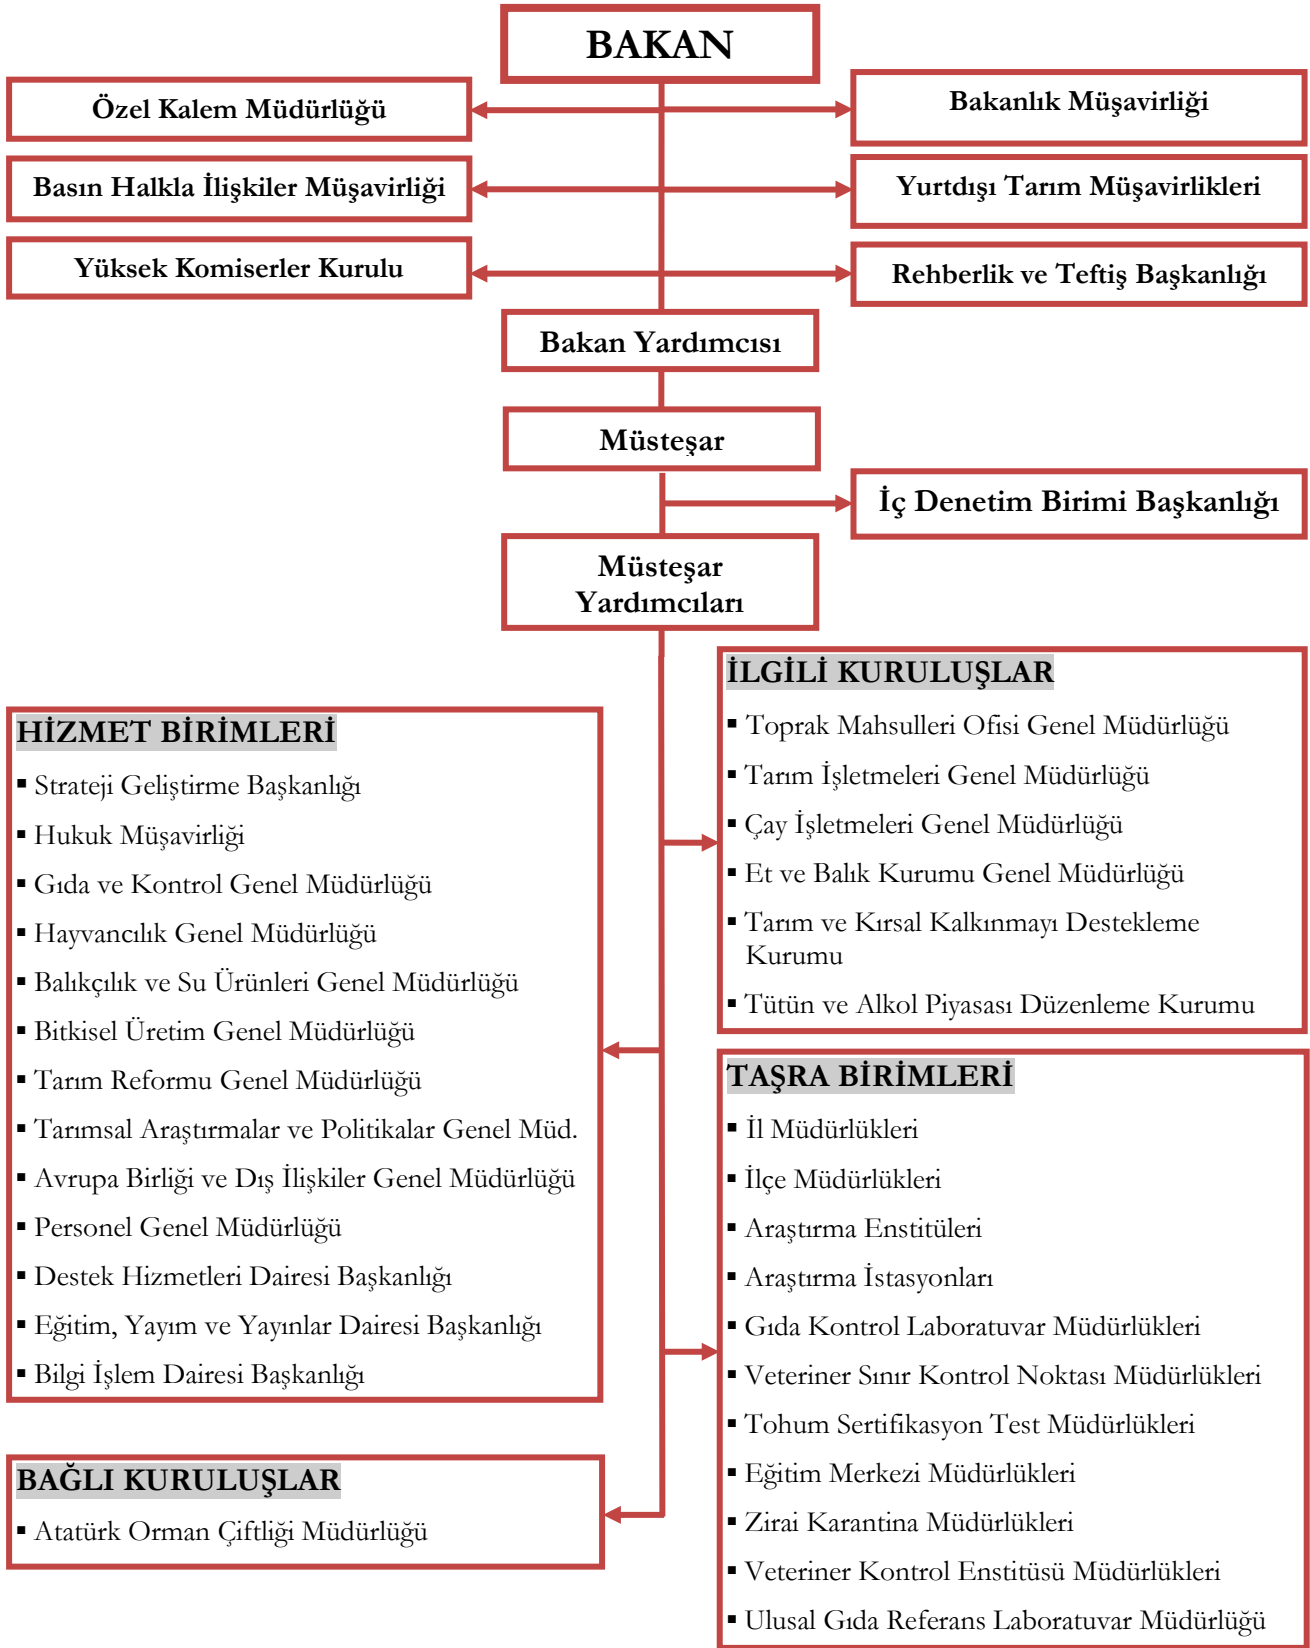 BAKAN
Özel Kalem Müdürlüğü
Bakanlık Müşavirliği
Basın Halkla İlişkiler Müşavirliği
Yurtdışı Tarım Müşavirlikleri
Yüksek Komiserler Kurulu
Rehberlik ve Teftiş Başkanlığı
Bakan Yardımcısı
Müsteşar
İç Denetim Birimi Başkanlığı
Müsteşar
Yardımcıları
İLGİLİ KURULUŞLAR
▪ Toprak Mahsulleri Ofisi Genel Müdürlüğü
▪ Tarım İşletmeleri Genel Müdürlüğü
▪ Çay İşletmeleri Genel Müdürlüğü
▪ Et ve Balık Kurumu Genel Müdürlüğü
▪ Tarım ve Kırsal Kalkınmayı Destekleme
Kurumu
▪ Tütün ve Alkol Piyasası Düzenleme Kurumu
HİZMET BİRİMLERİ
▪ Strateji Geliştirme Başkanlığı
▪ Hukuk Müşavirliği
▪ Gıda ve Kontrol Genel Müdürlüğü
▪ Hayvancılık Genel Müdürlüğü
▪ Balıkçılık ve Su Ürünleri Genel Müdürlüğü
▪ Bitkisel Üretim Genel Müdürlüğü
▪ Tarım Reformu Genel Müdürlüğü
▪ Tarımsal Araştırmalar ve Politikalar Genel Müd.
▪ Avrupa Birliği ve Dış İlişkiler Genel Müdürlüğü
▪ Personel Genel Müdürlüğü
▪ Destek Hizmetleri Dairesi Başkanlığı
▪ Eğitim, Yayım ve Yayınlar Dairesi Başkanlığı
▪ Bilgi İşlem Dairesi Başkanlığı
TAŞRA BİRİMLERİ
▪ İl Müdürlükleri
▪ İlçe Müdürlükleri
▪ Araştırma Enstitüleri
▪ Araştırma İstasyonları
▪ Gıda Kontrol Laboratuvar Müdürlükleri
▪ Veteriner Sınır Kontrol Noktası Müdürlükleri
▪ Tohum Sertifikasyon Test Müdürlükleri
▪ Eğitim Merkezi Müdürlükleri
▪ Zirai Karantina Müdürlükleri
▪ Veteriner Kontrol Enstitüsü Müdürlükleri
▪ Ulusal Gıda Referans Laboratuvar Müdürlüğü
BAĞLI KURULUŞLAR
▪ Atatürk Orman Çiftliği Müdürlüğü